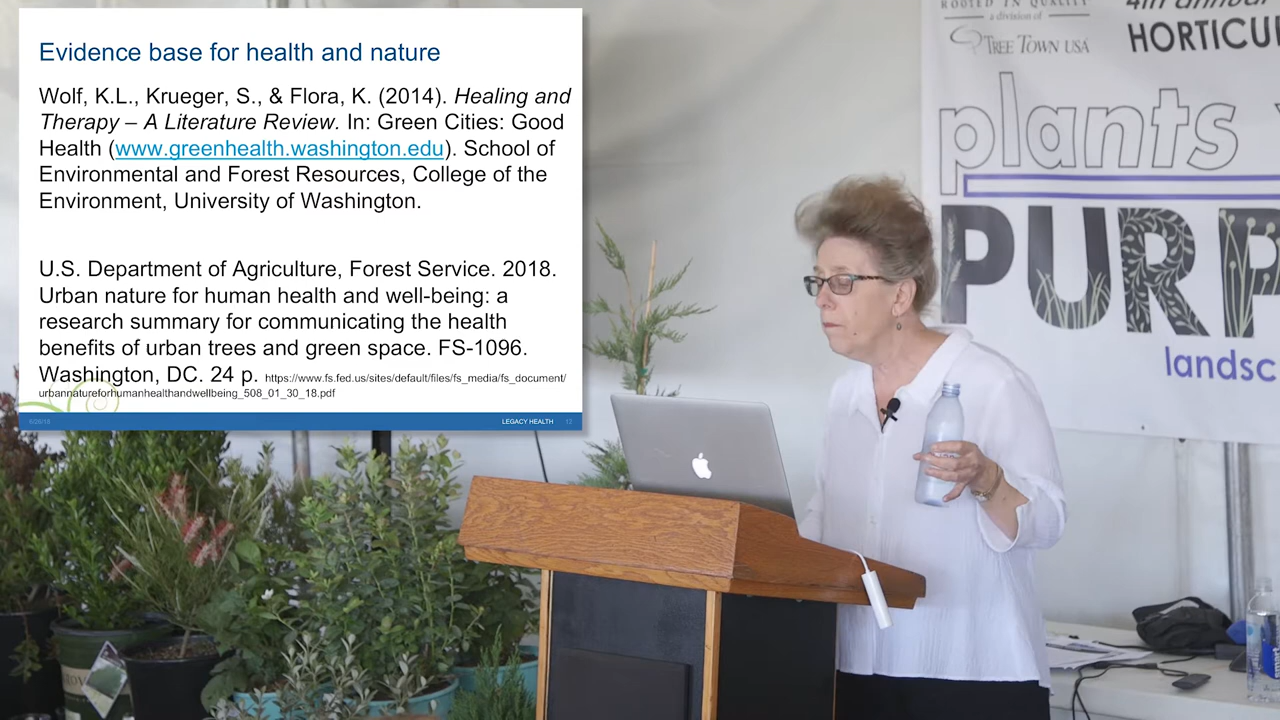 Evidence base for health and nature
Wolf, K.L., Krueger, S., & Flora, K. (2014). Healing and
Therapy – A Literature Review. In: Green Cities: Good
Health (www.greenhealth.washington.edu). School of
Environmental and Forest Resources, College of the
Environment, University of Washington.
U.S. Department of Agriculture, Forest Service. 2018.
Urban nature for human health and well-being: a
research summary for communicating the health
benefits of urban trees and green space. FS-1096.
Washington, DC. 24 p. https://www.fs.fed.us/sites/default/files/fs_media/fs_document/
urbannatureforhumanhealthandwellbeing_508_01_30_18.pdf
LEGACY HEALTH 12
ROOTED IN QUALITY
a division of
TREE TOWN USA
4th annual
HORTICUL
plants
PURP
landsc